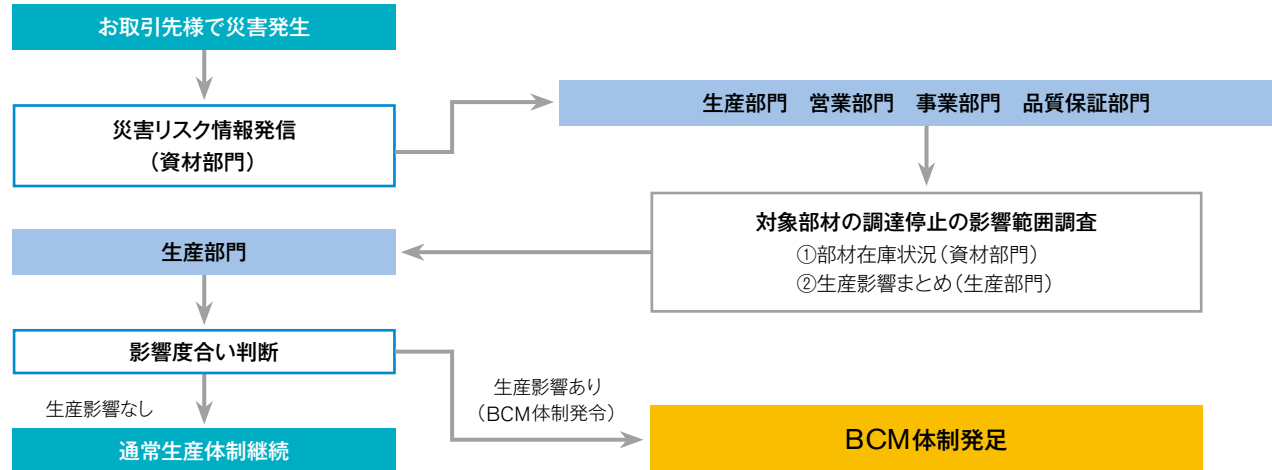 お取引先様で災害発生
災害リスク情報発信
（資材部門）
生産部門　営業部門　事業部門　品質保証部門
対象部材の調達停止の影響範囲調査
①部材在庫状況（資材部門）
②生産影響まとめ（生産部門）
生産部門
影響度合い判断
生産影響なし
通常生産体制継続
生産影響あり
（BCM体制発令）
BCM体制発足